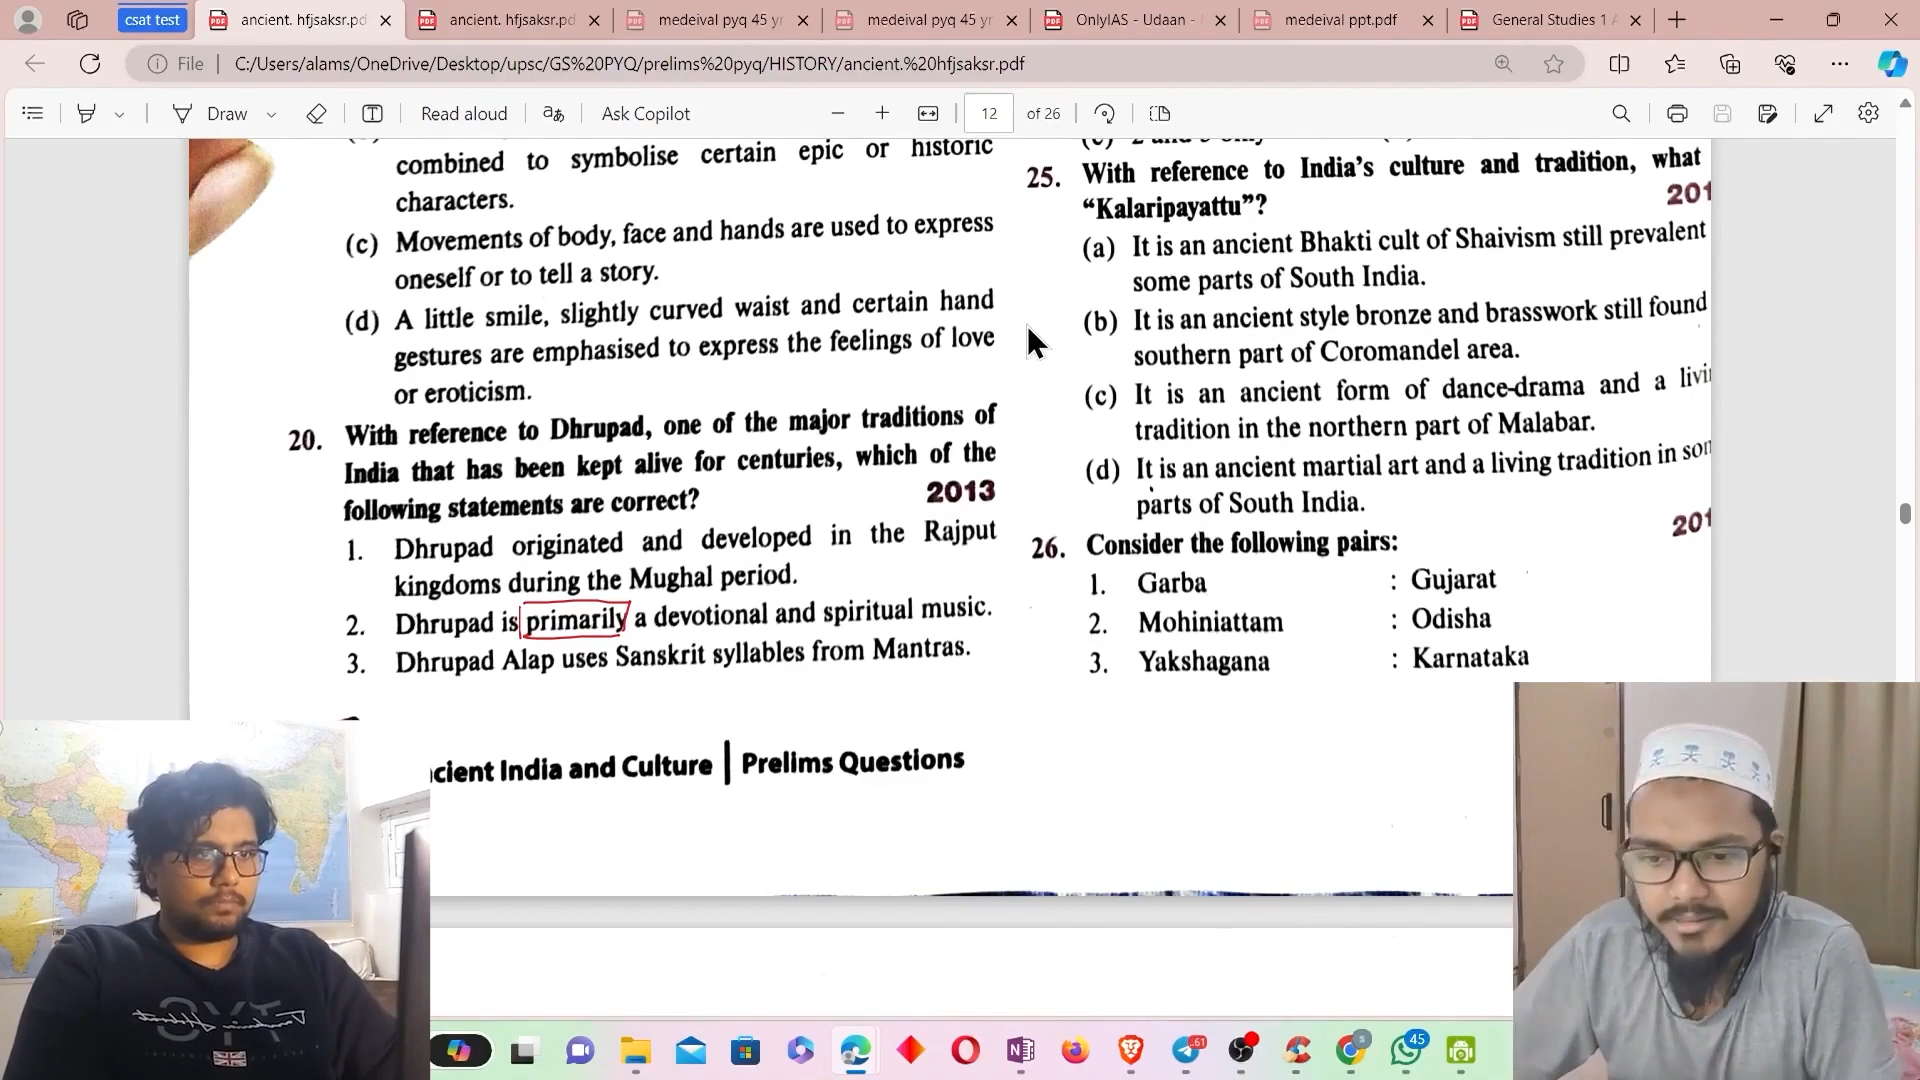 csat test
ancient. hfjsaksr.pd
ancient. hfjsaksr.pd
medeival pyq 45 yr
medeival pyq 45 yr
OnlyIAS - Udaan -
medeival ppt.pdf
General Studies 1
File
C:/Users/alams/OneDrive/Desktop/upsc/GS%20PYQ/prelims%20pyq/HISTORY/ancient.%20hfjsaksr.pdf
Draw
Read aloud
Ask Copilot
12
of 26
combined to symbolise certain epic or historic
characters.
(c) Movements of body, face and hands are used to express
oneself or to tell a story.
(d) A little smile, slightly curved waist and certain hand
gestures are emphasised to express the feelings of love
or eroticism.
20. With reference to Dhrupad, one of the major traditions of
India that has been kept alive for centuries, which of the
following statements are correct? 2013
1. Dhrupad originated and developed in the Rajput
kingdoms during the Mughal period.
2. Dhrupad is primarily a devotional and spiritual music.
3. Dhrupad Alap uses Sanskrit syllables from Mantras.
25. With reference to India's culture and tradition, what
"Kalaripayattu"? 201
(a) It is an ancient Bhakti cult of Shaivism still prevalent
some parts of South India.
(b) It is an ancient style bronze and brasswork still found
southern part of Coromandel area.
(c) It is an ancient form of dance-drama and a livi
tradition in the northern part of Malabar.
(d) It is an ancient martial art and a living tradition in som
parts of South India.
26. Consider the following pairs: 201
1. Garba : Gujarat
2. Mohiniattam : Odisha
3. Yakshagana : Karnataka
cient India and Culture | Prelims Questions
.61
45